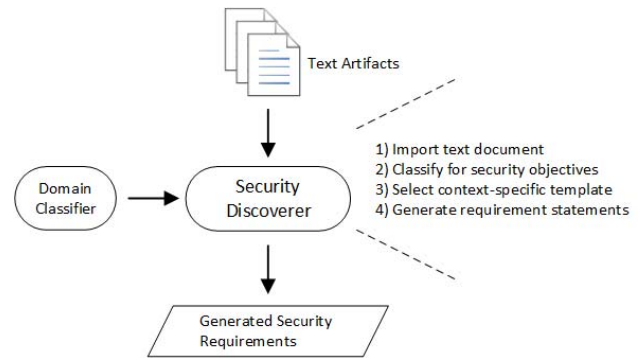 Text Artifacts
1) Import text document
2) Classify for security objectives
3) Select context-specific template
4) Generate requirement statements
Domain
Classifier
Security
Discoverer
Generated Security
Requirements